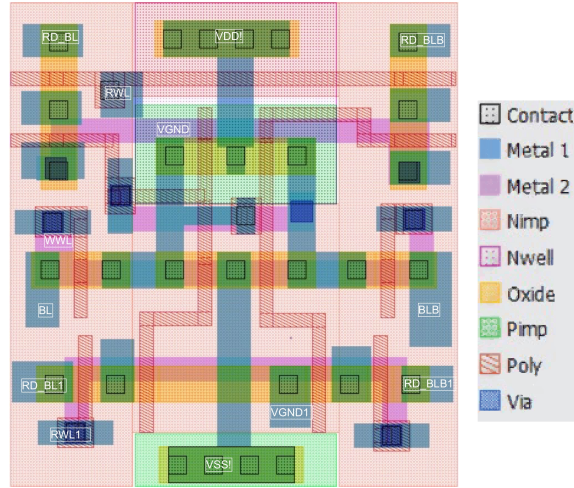 RD_BL
VDD!
RD_BLB
RWL
VGND
Contact
Metal 1
Metal 2
Nimp
Nwell
Oxide
Pimp
Poly
Via
WWL
BL
BLB
RD_BL1
RD_BLB1
VGND1
RWL1
VSS!